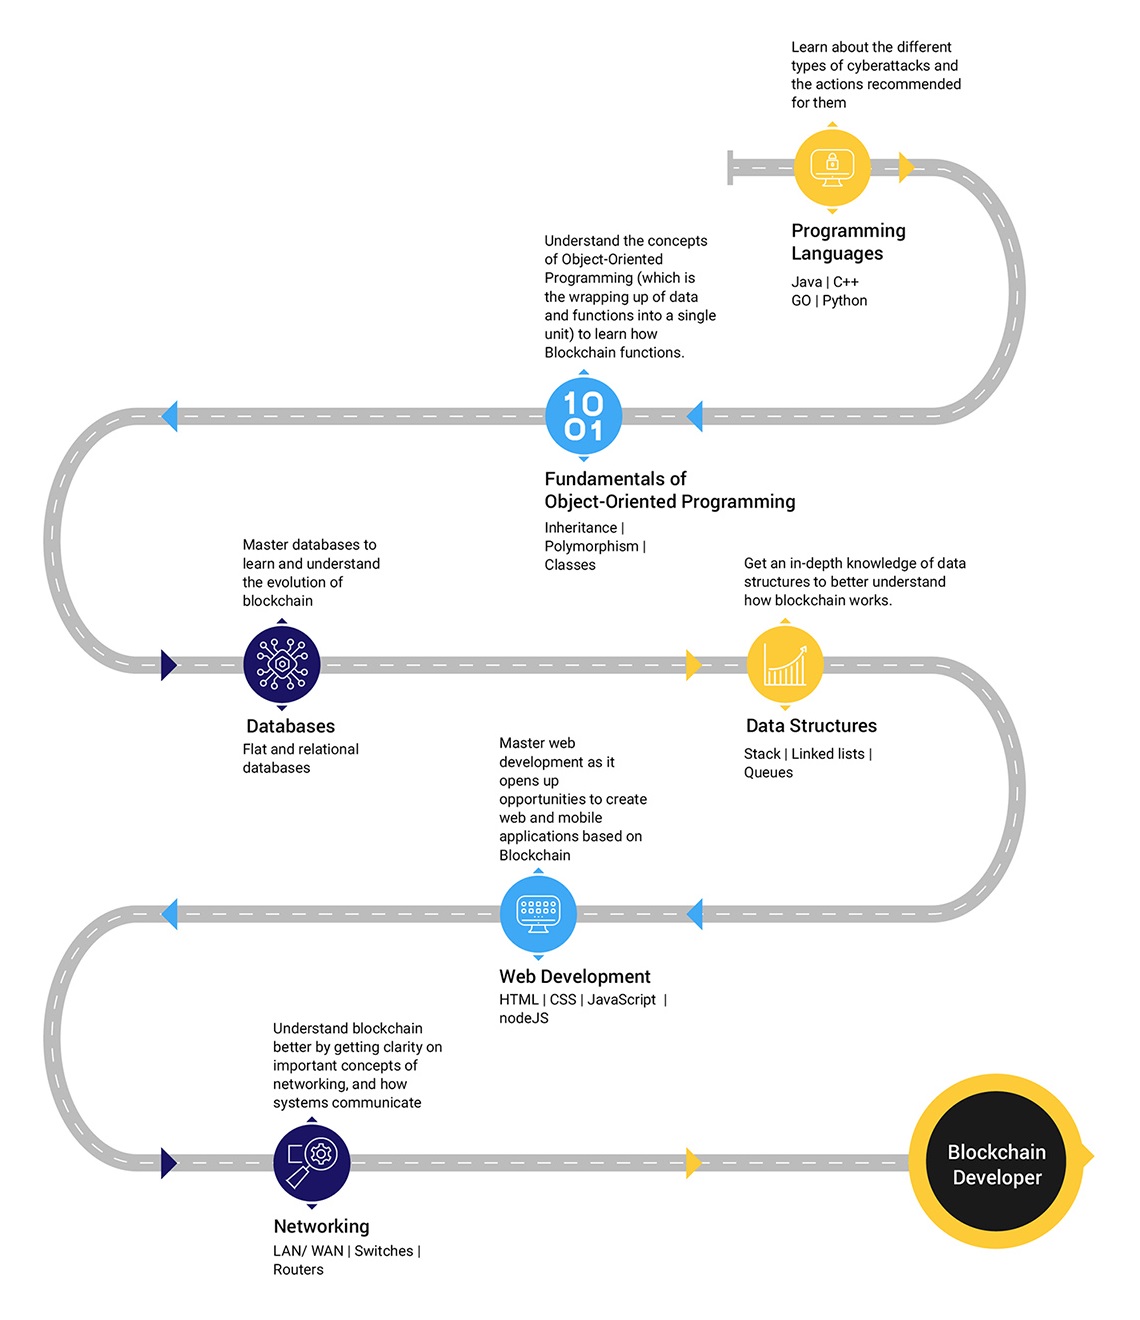 Learn about the different
types of cyberattacks and
the actions recommended
for them
Programming
Languages
Java | C++
GO | Python
Understand the concepts
of Object-Oriented
Programming (which is
the wrapping up of data
and functions into a single
unit) to learn how
Blockchain functions.
10
01
Fundamentals of
Object-Oriented Programming
Inheritance |
Polymorphism |
Classes
Master databases to
learn and understand
the evolution of
blockchain
Databases
Flat and relational
databases
Get an in-depth knowledge of data
structures to better understand
how blockchain works.
Data Structures
Stack | Linked lists |
Queues
Master web
development as it
opens up
opportunities to create
web and mobile
applications based on
Blockchain
Web Development
HTML | CSS | JavaScript |
nodeJS
Understand blockchain
better by getting clarity on
important concepts of
networking, and how
systems communicate
Networking
LAN/ WAN | Switches |
Routers
Blockchain
Developer